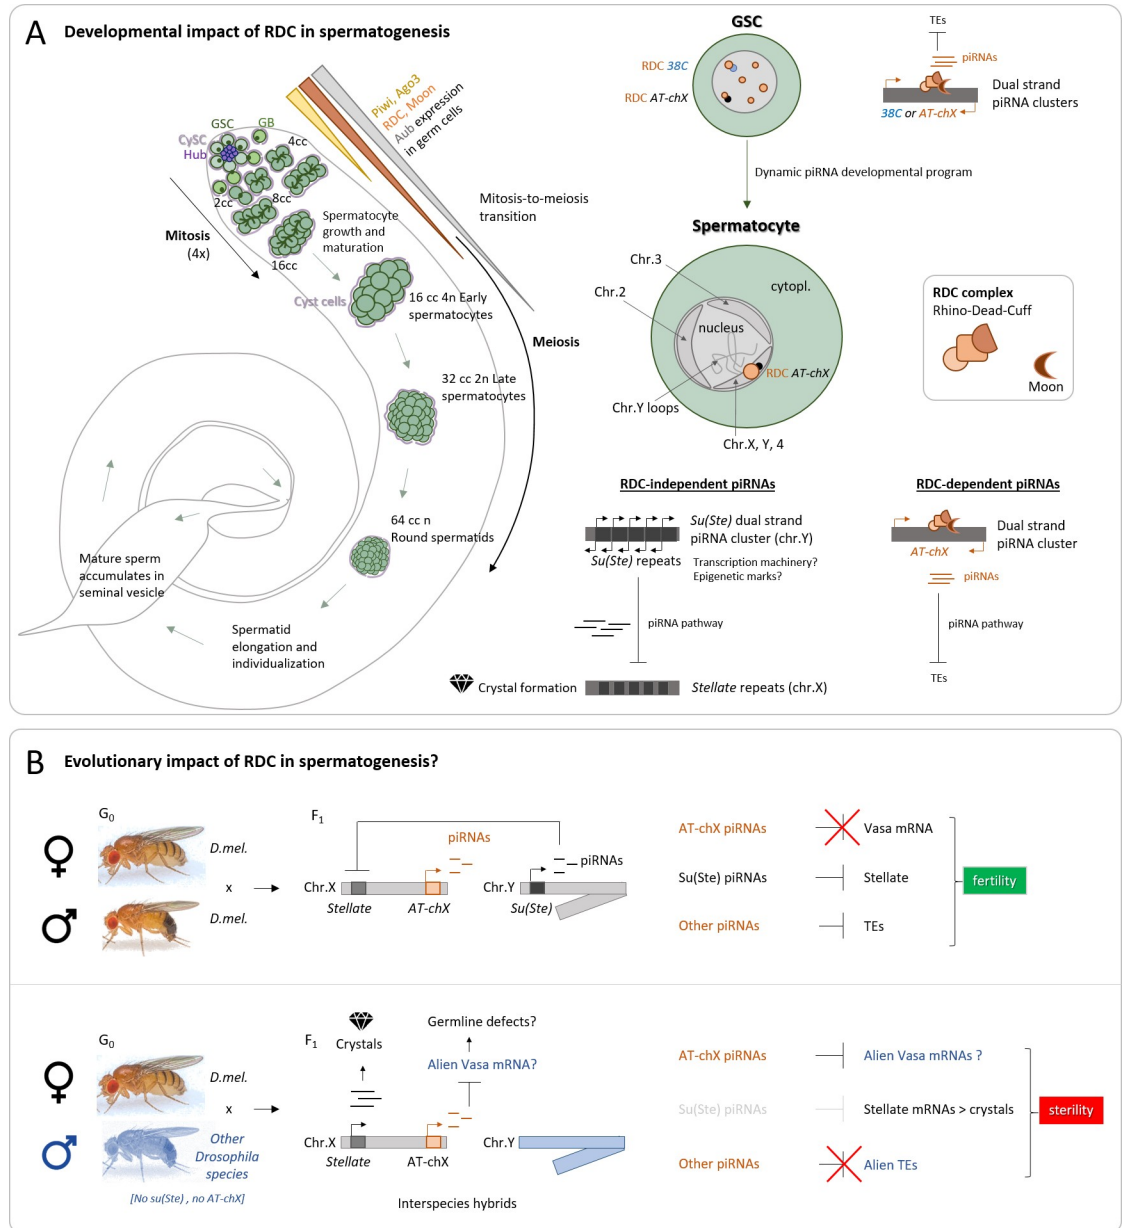 A
Developmental impact of RDC in spermatogenesis
Piwi, Ago3
RDC, Moon
Aub expression
in germ cells
GSC
GB
CySC
Hub
4cc
2cc
8cc
16cc
Mitosis
(4x)
Spermatocyte
growth and
maturation
Mitosis-to-meiosis
transition
Cyst cells
16 cc 4n Early
spermatocytes
Meiosis
32 cc 2n Late
spermatocytes
64 cc n
Round spermatids
Mature sperm
accumulates in
seminal vesicle
Spermatid
elongation and
individualization
GSC
RDC 38C
RDC AT-chX
TEs
piRNAs
Dual strand
piRNA clusters
38C or AT-chX
Dynamic piRNA developmental program
Spermatocyte
Chr.3
Chr.2
cytopl.
nucleus
RDC AT-chX
Chr.Y loops
Chr.X, Y, 4
RDC complex
Rhino-Dead-Cuff
Moon
RDC-independent piRNAs
Su(Ste) dual strand
piRNA cluster (chr.Y)
Su(Ste) repeats
Transcription machinery?
Epigenetic marks?
piRNA pathway
Crystal formation
Stellate repeats (chr.X)
RDC-dependent piRNAs
Dual strand
piRNA cluster
AT-chX
piRNAs
piRNA pathway
TEs
B
Evolutionary impact of RDC in spermatogenesis?
G0
D.mel.
x
D.mel.
F1
piRNAs
piRNAs
Chr.X
Chr.Y
Stellate
AT-chX
Su(Ste)
AT-chX piRNAs
Vasa mRNA
Su(Ste) piRNAs
Stellate
Other piRNAs
TEs
fertility
G0
D.mel.
x
Other
Drosophila
species
[No su(Ste) , no AT-chX]
F1
Crystals
Germline defects?
Alien Vasa mRNA?
Chr.X
Chr.Y
Stellate
AT-chX
Interspecies hybrids
AT-chX piRNAs
Alien Vasa mRNAs ?
Su(Ste) piRNAs
Stellate mRNAs > crystals
Other piRNAs
Alien TEs
sterility